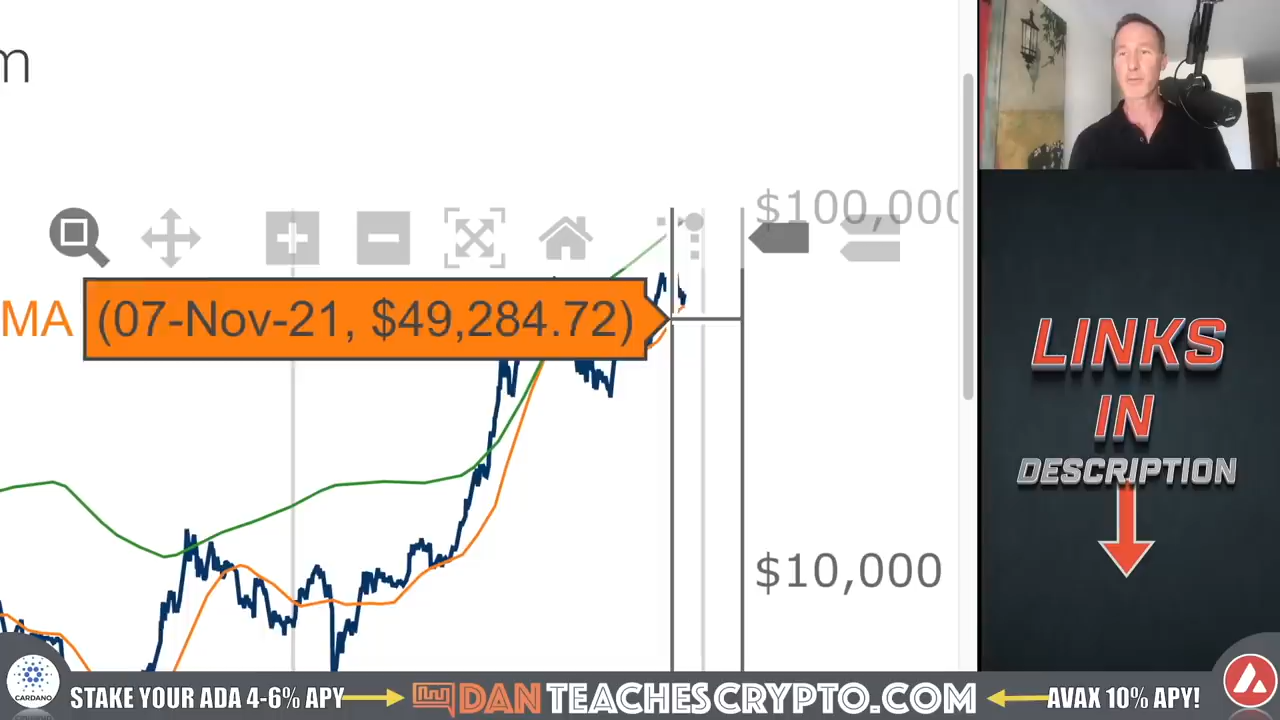 m
$100,000
MA
(07-Nov-21, $49,284.72)
$10,000
LINKS
IN
DESCRIPTION
CARDANO
STAKE YOUR ADA 4-6% APY
DANTEACHESCRYPTO.COM
AVAX 10% APY!